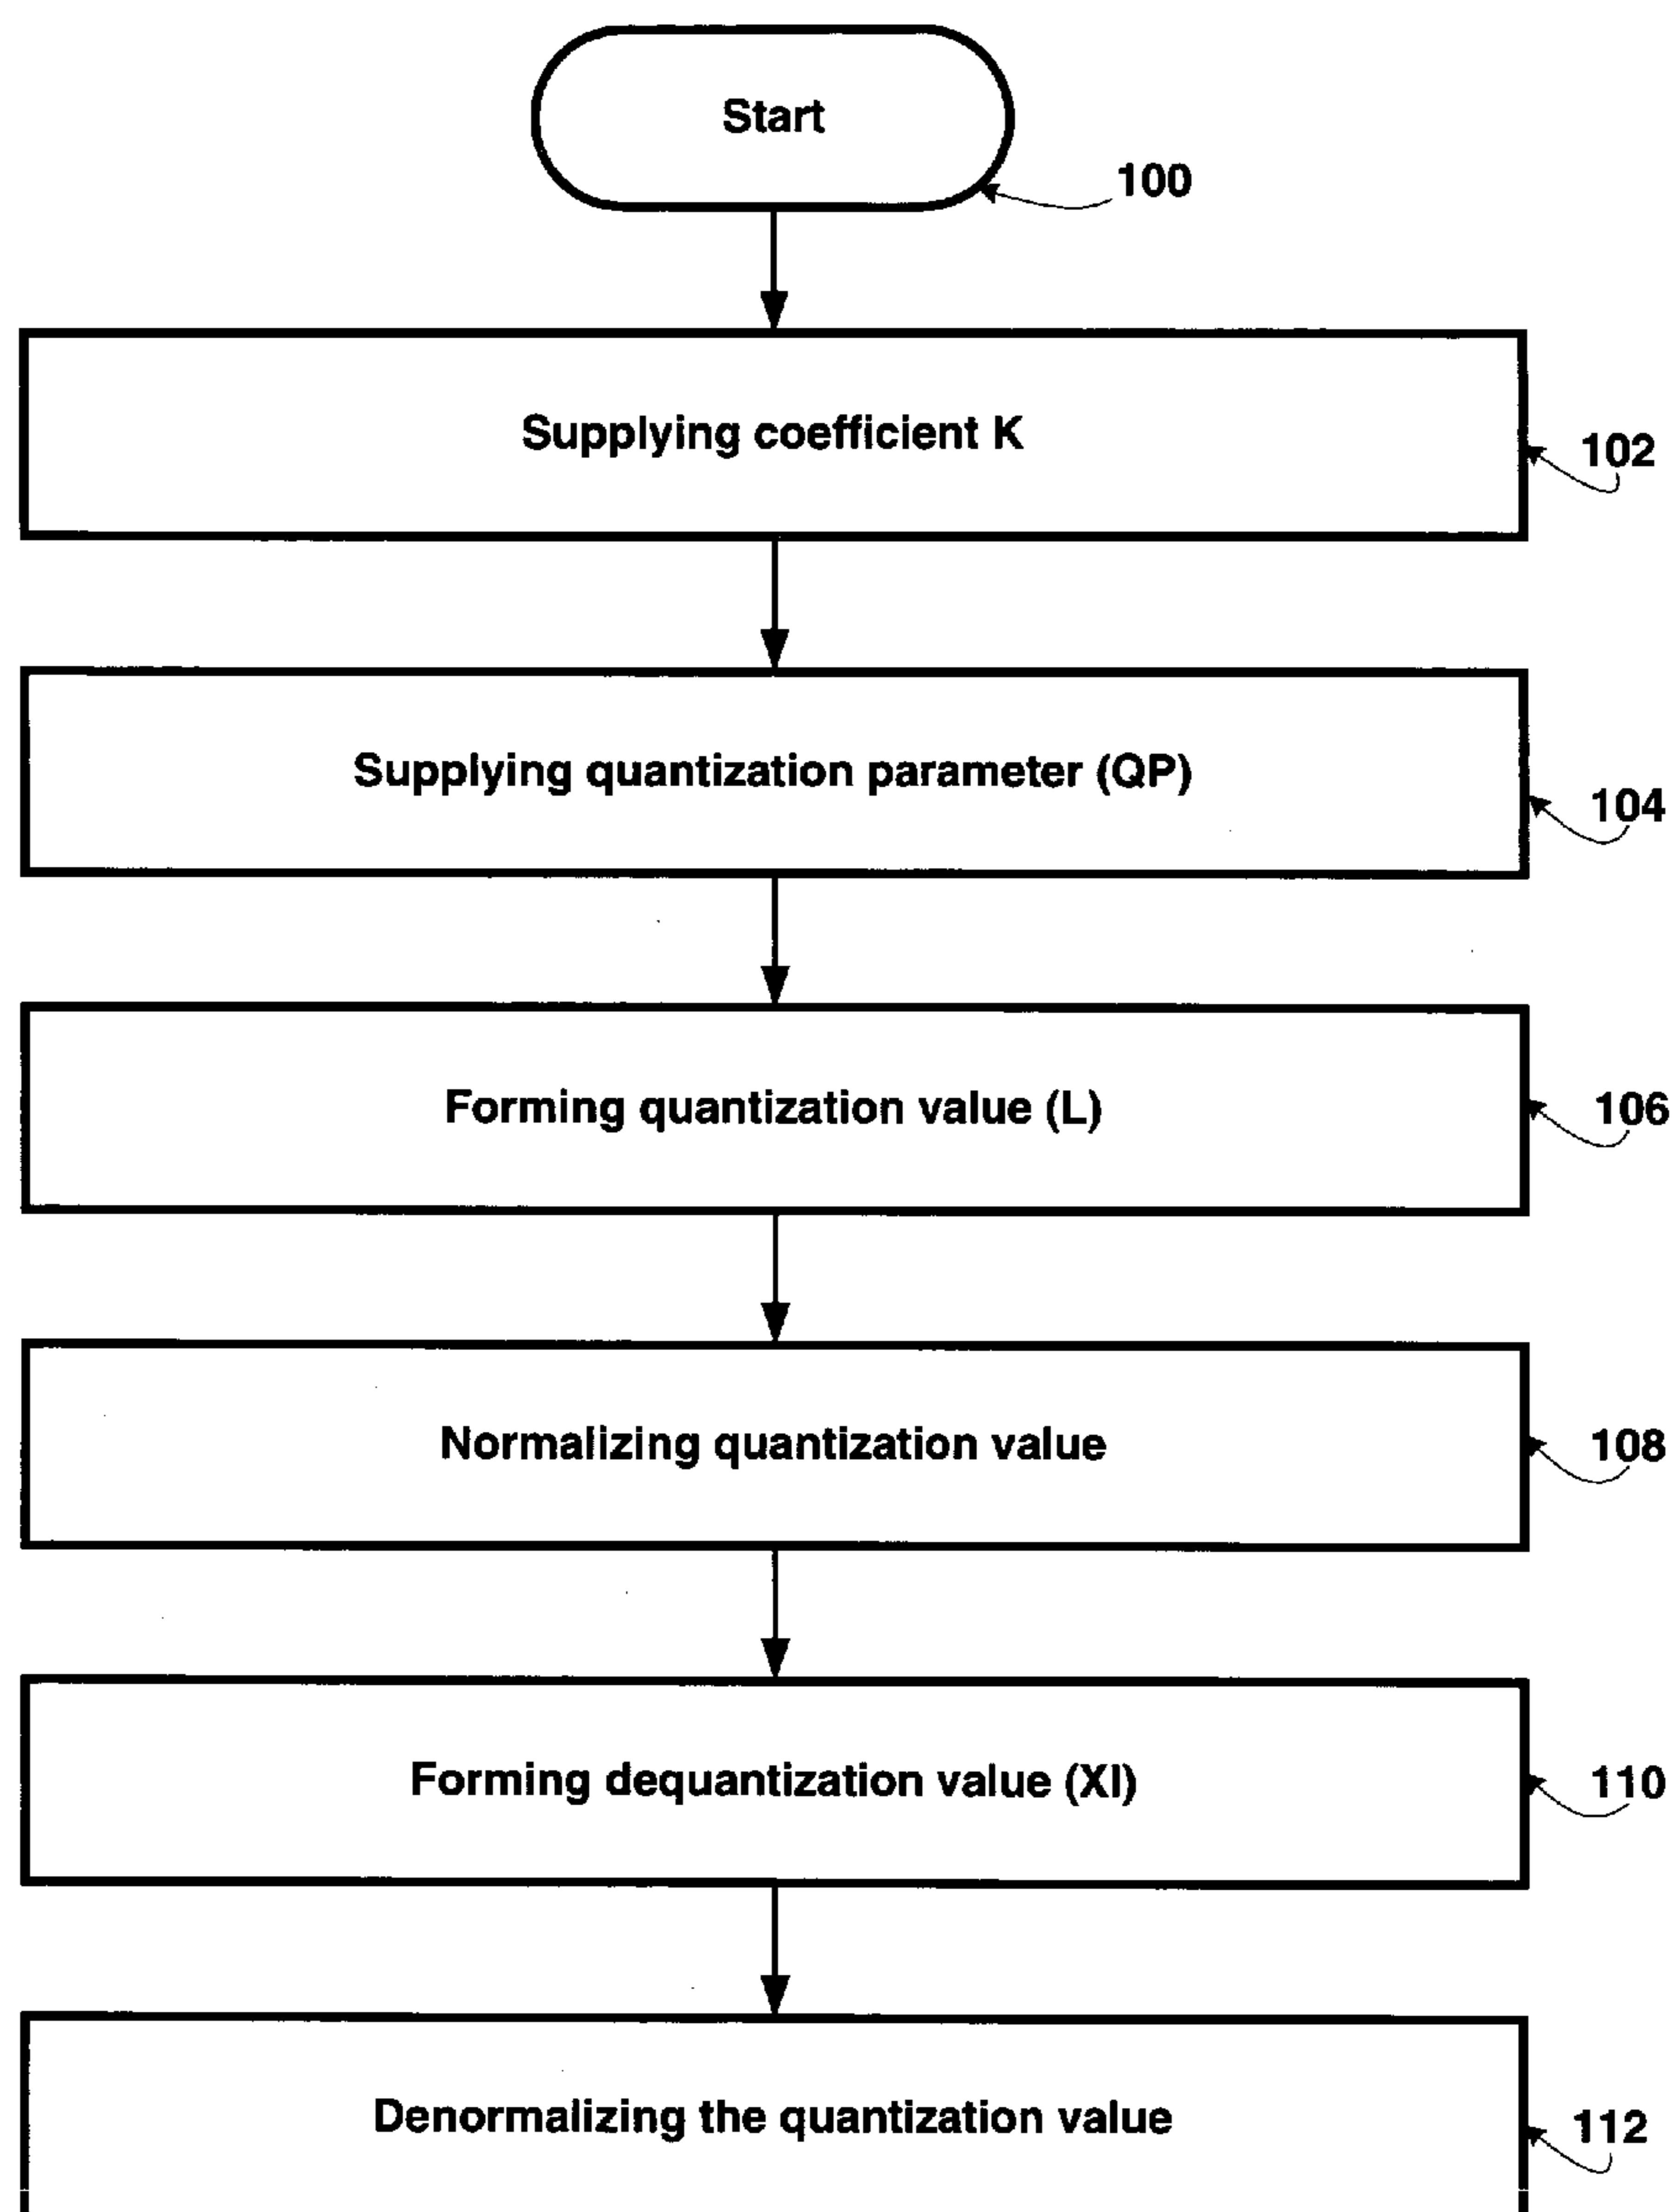 Start
100
Supplying coefficient K
102
Supplying quantization parameter (QP)
104
Forming quantization value (L)
106
Normalizing quantization value
108
Forming dequantization value (XI)
110
Denormalizing the quantization value
112